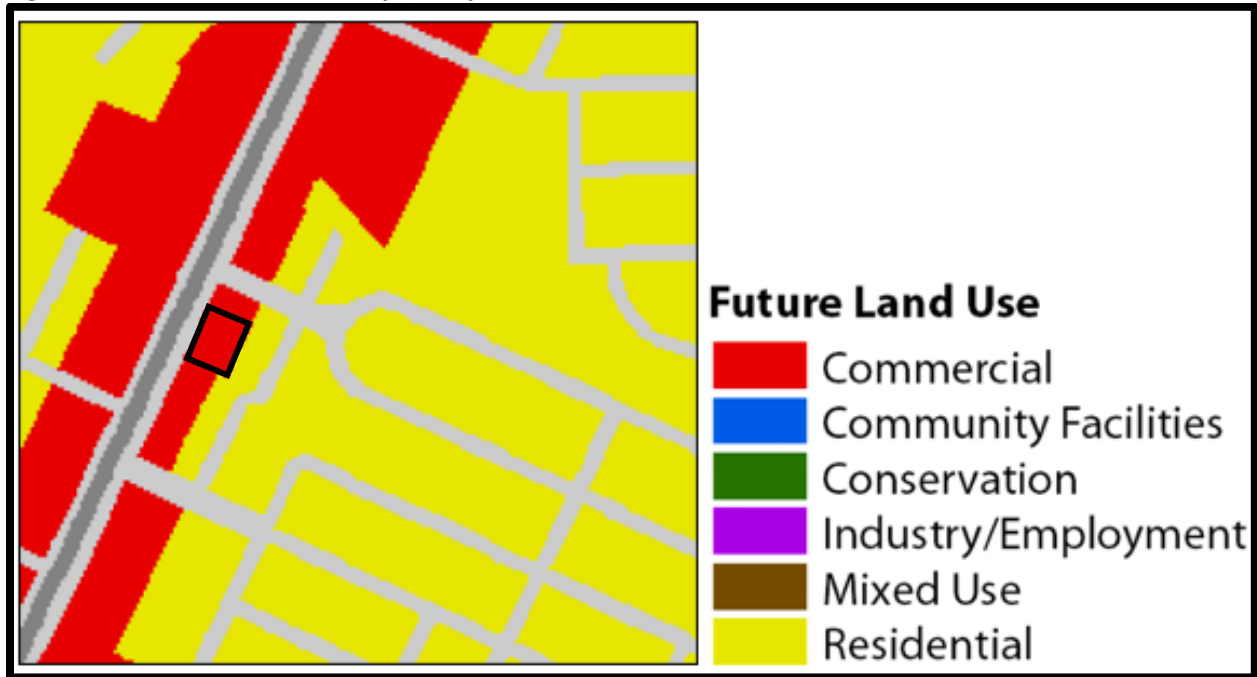 Future Land Use
Commercial
Community Facilities
Conservation
Industry/Employment
Mixed Use
Residential